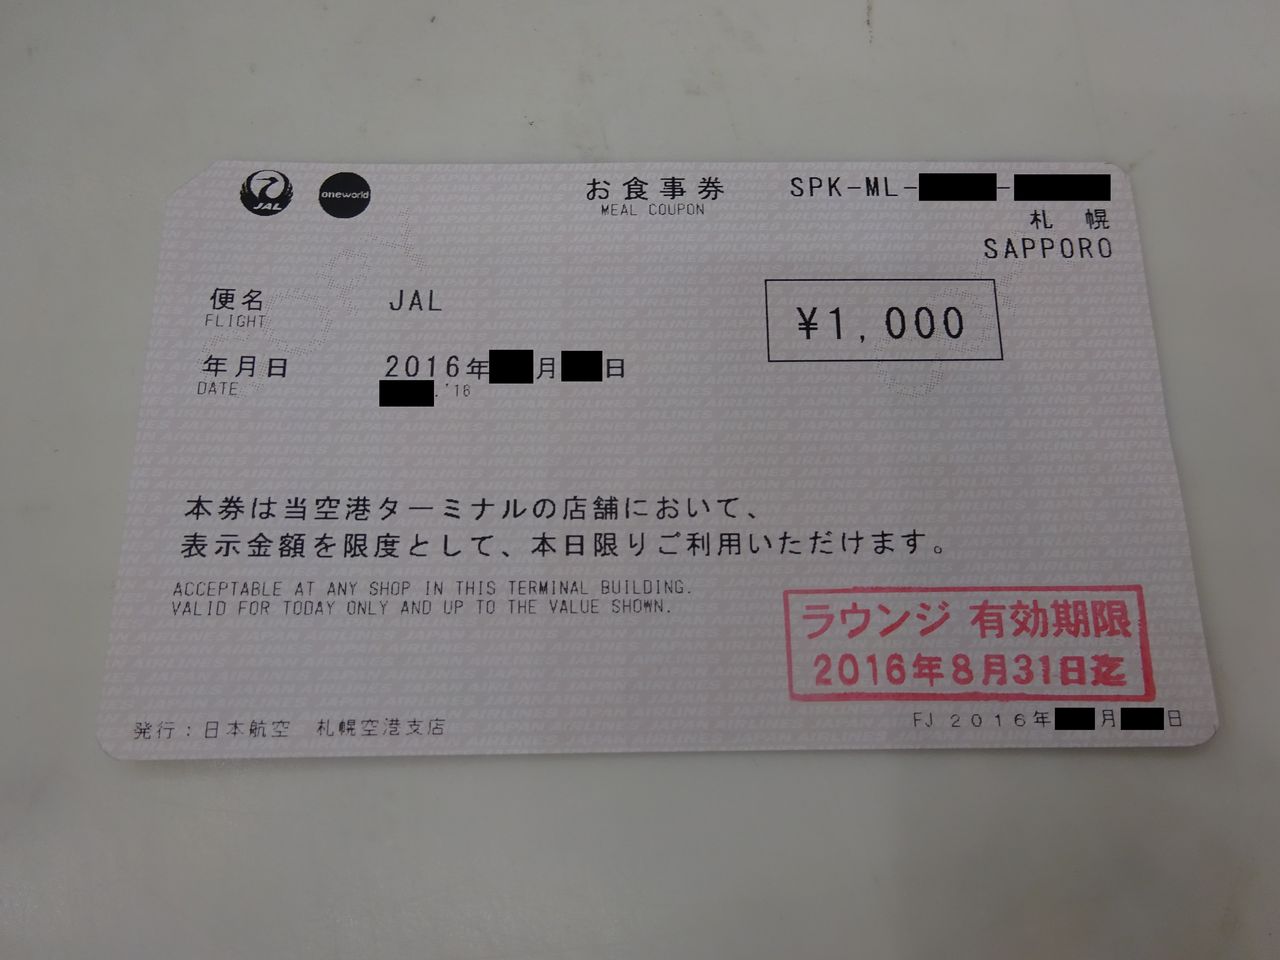 JAL
oneworld
お食事券
MEAL COUPON
SPK-ML- -
札幌
SAPPORO
便名 JAL
FLIGHT
¥1,000
年月日 2016年 月 日
DATE .'16
本券は当空港ターミナルの店舗において、
表示金額を限度として、本日限りご利用いただけます。
ACCEPTABLE AT ANY SHOP IN THIS TERMINAL BUILDING.
VALID FOR TODAY ONLY AND UP TO THE VALUE SHOWN.
ラウンジ 有効期限
2016年8月31日迄
発行：日本航空 札幌空港支店
FJ 2016年 月 日
JAPAN AIRLINES